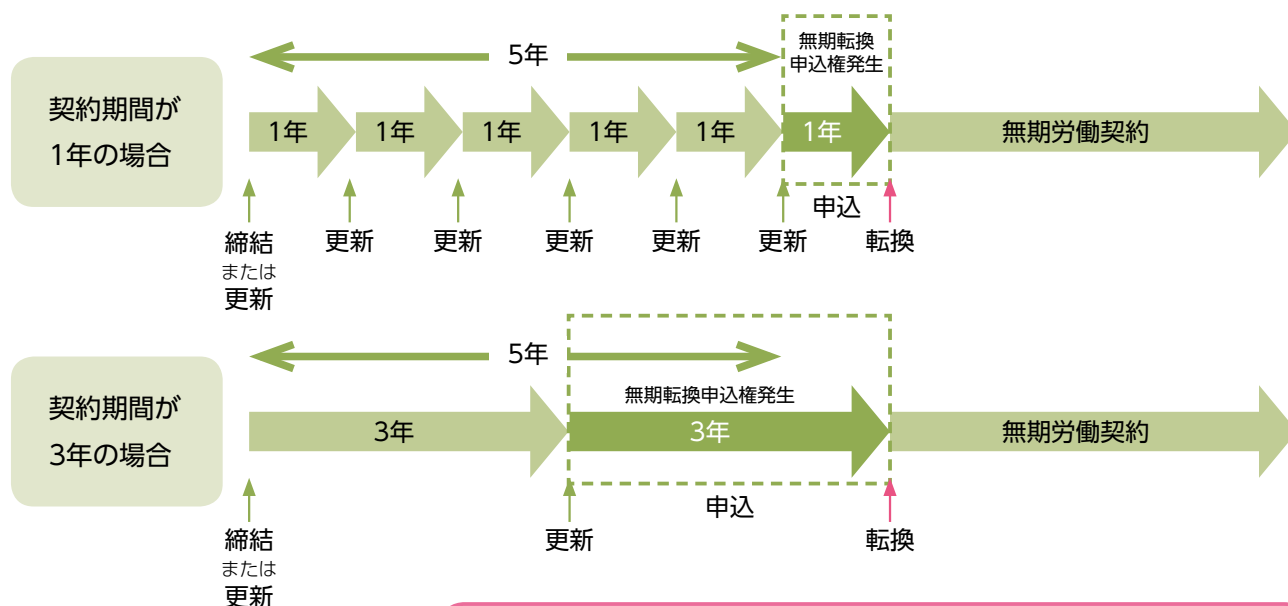 契約期間が
1年の場合
5年
無期転換
申込権発生
1年
1年
1年
1年
1年
1年
無期労働契約
申込
締結
または
更新
更新
更新
更新
更新
更新
転換
契約期間が
3年の場合
5年
無期転換申込権発生
3年
3年
無期労働契約
申込
締結
または
更新
更新
転換